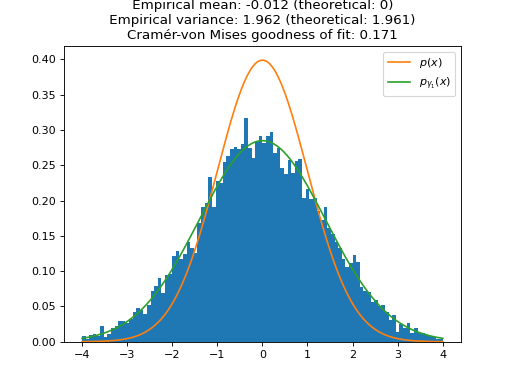 Empirical mean: -0.012 (theoretical: 0)
Empirical variance: 1.962 (theoretical: 1.961)
Cramér-von Mises goodness of fit: 0.171
p(x)
p_{γ_1}(x)
0.40
0.35
0.30
0.25
0.20
0.15
0.10
0.05
0.00
−4 −3 −2 −1 0 1 2 3 4